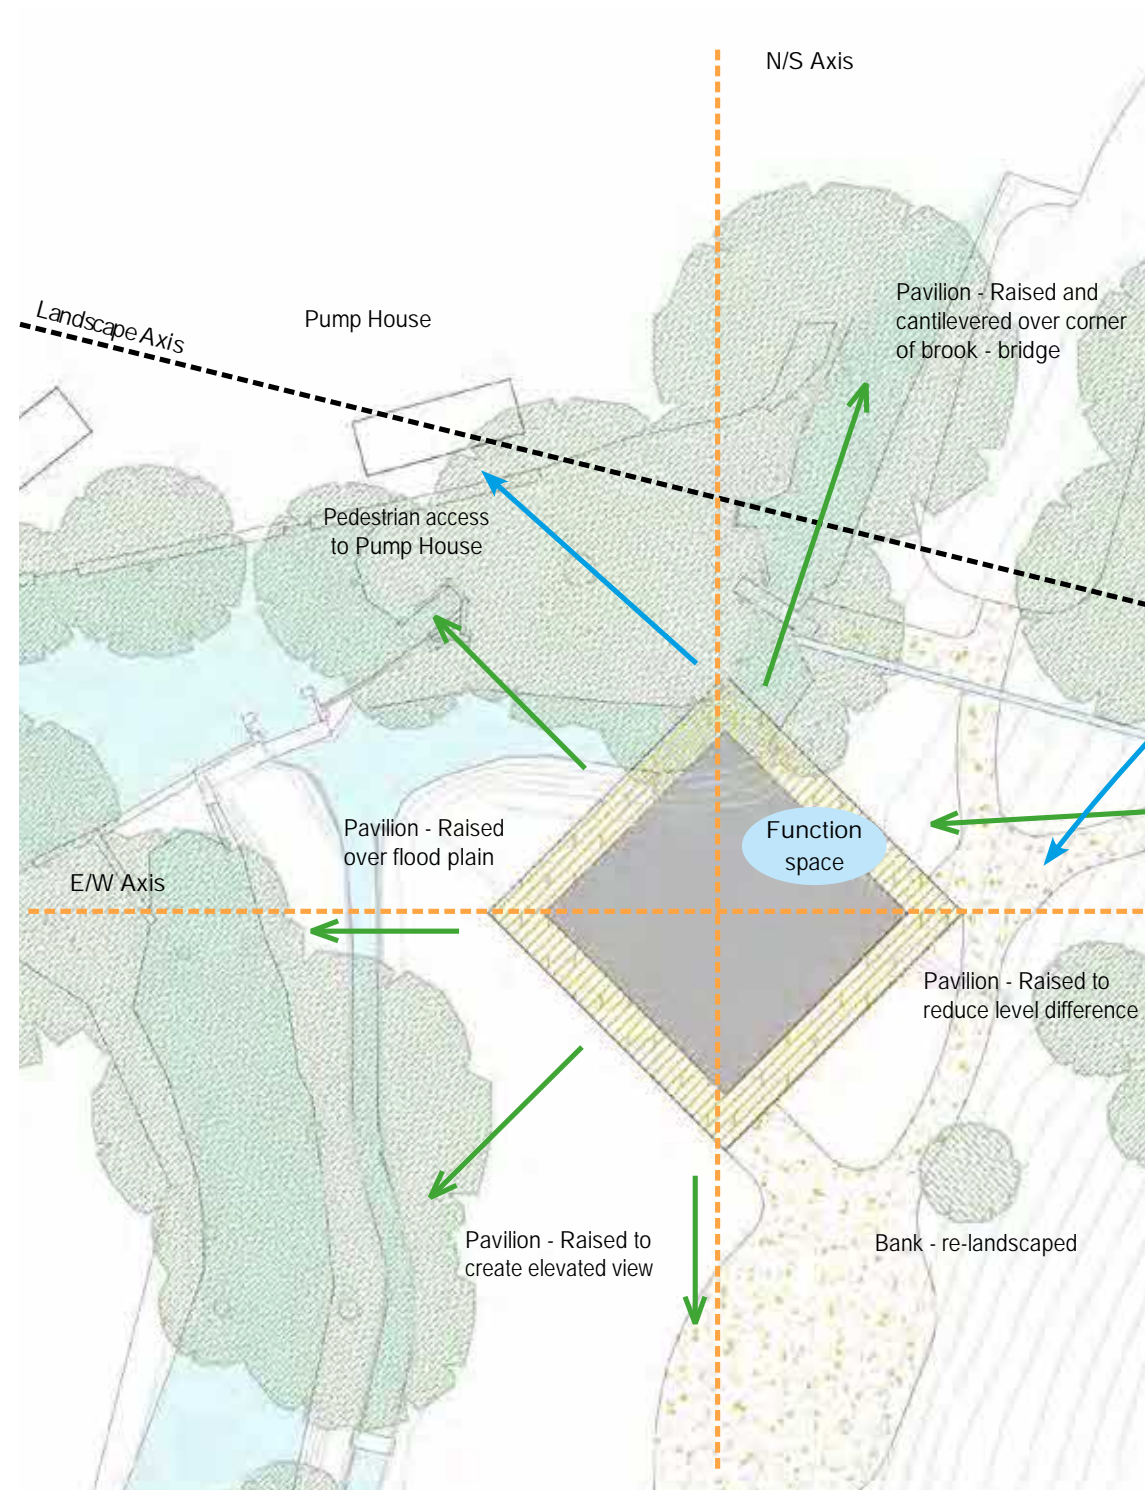 N/S Axis
Pavilion - Raised and
cantilevered over corner
of brook - bridge
Landscape Axis
Pump House
Pedestrian access
to Pump House
Pavilion - Raised
over flood plain
Function
space
E/W Axis
Pavilion - Raised to
reduce level difference
Pavilion - Raised to
create elevated view
Bank - re-landscaped